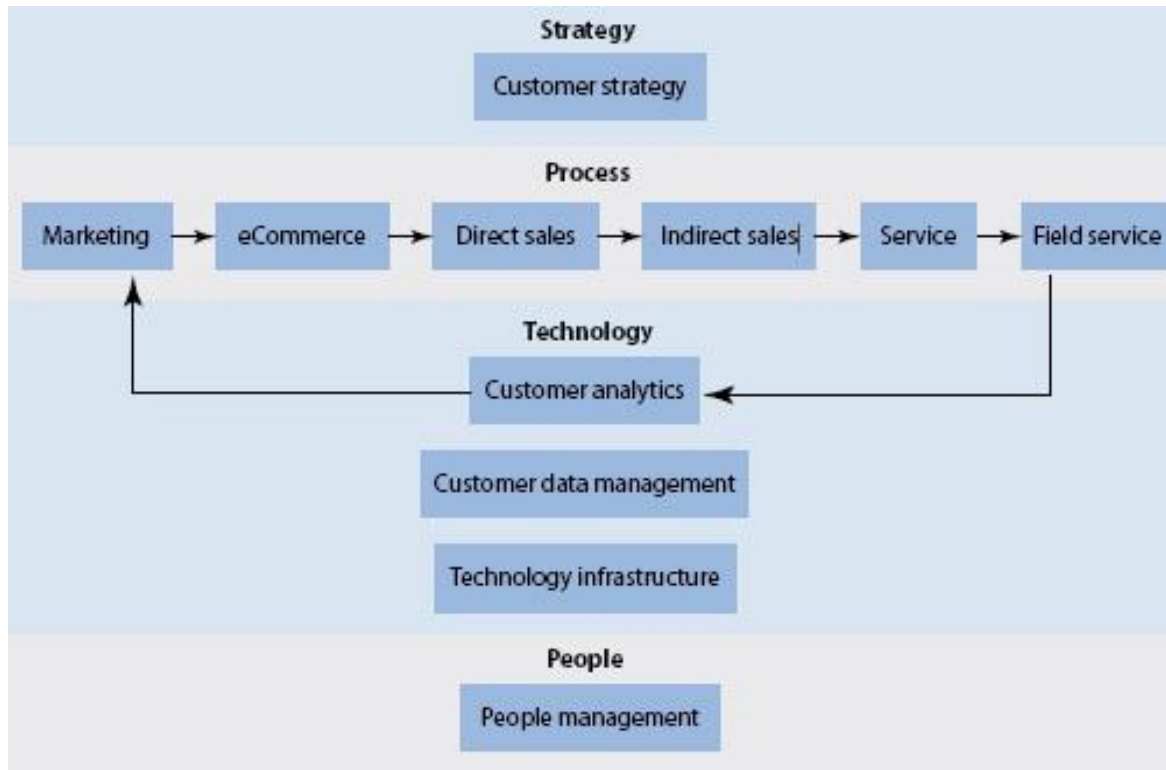 Strategy
Customer strategy
Process
Marketing
eCommerce
Direct sales
Indirect sales
Service
Field service
Technology
Customer analytics
Customer data management
Technology infrastructure
People
People management